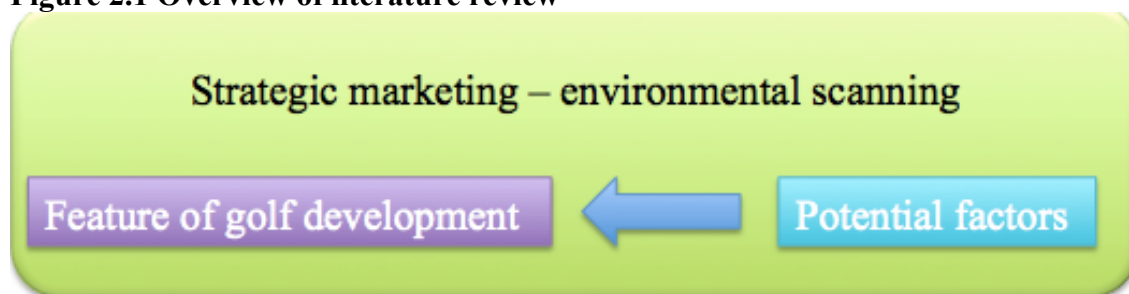 Figure 2.1 Overview of literature review
Strategic marketing – environmental scanning
Feature of golf development
Potential factors